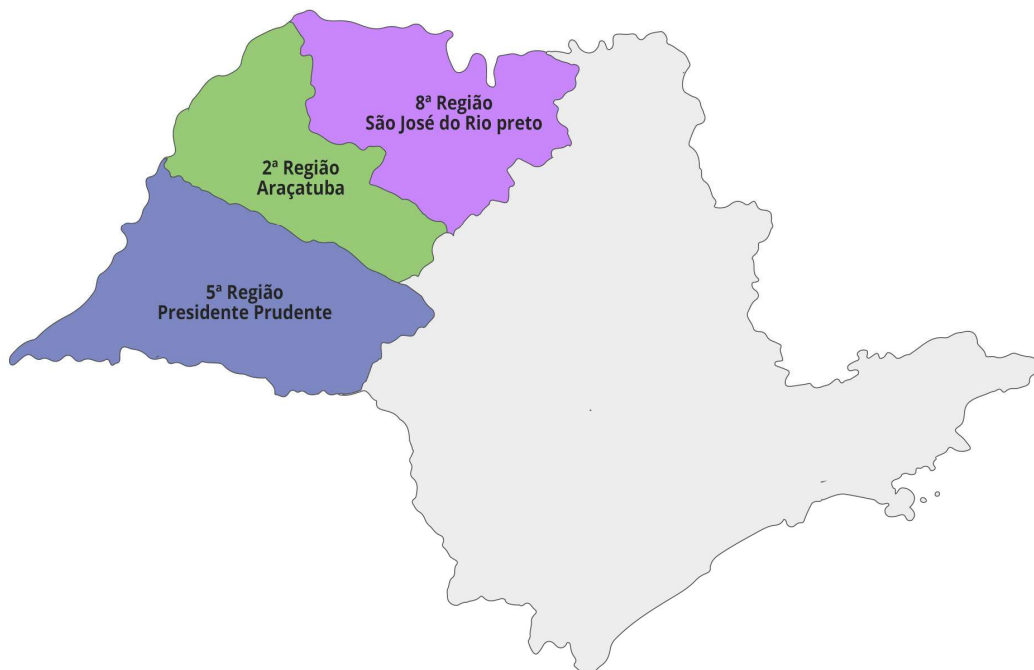 8ª Região
São José do Rio preto
2ª Região
Araçatuba
5ª Região
Presidente Prudente